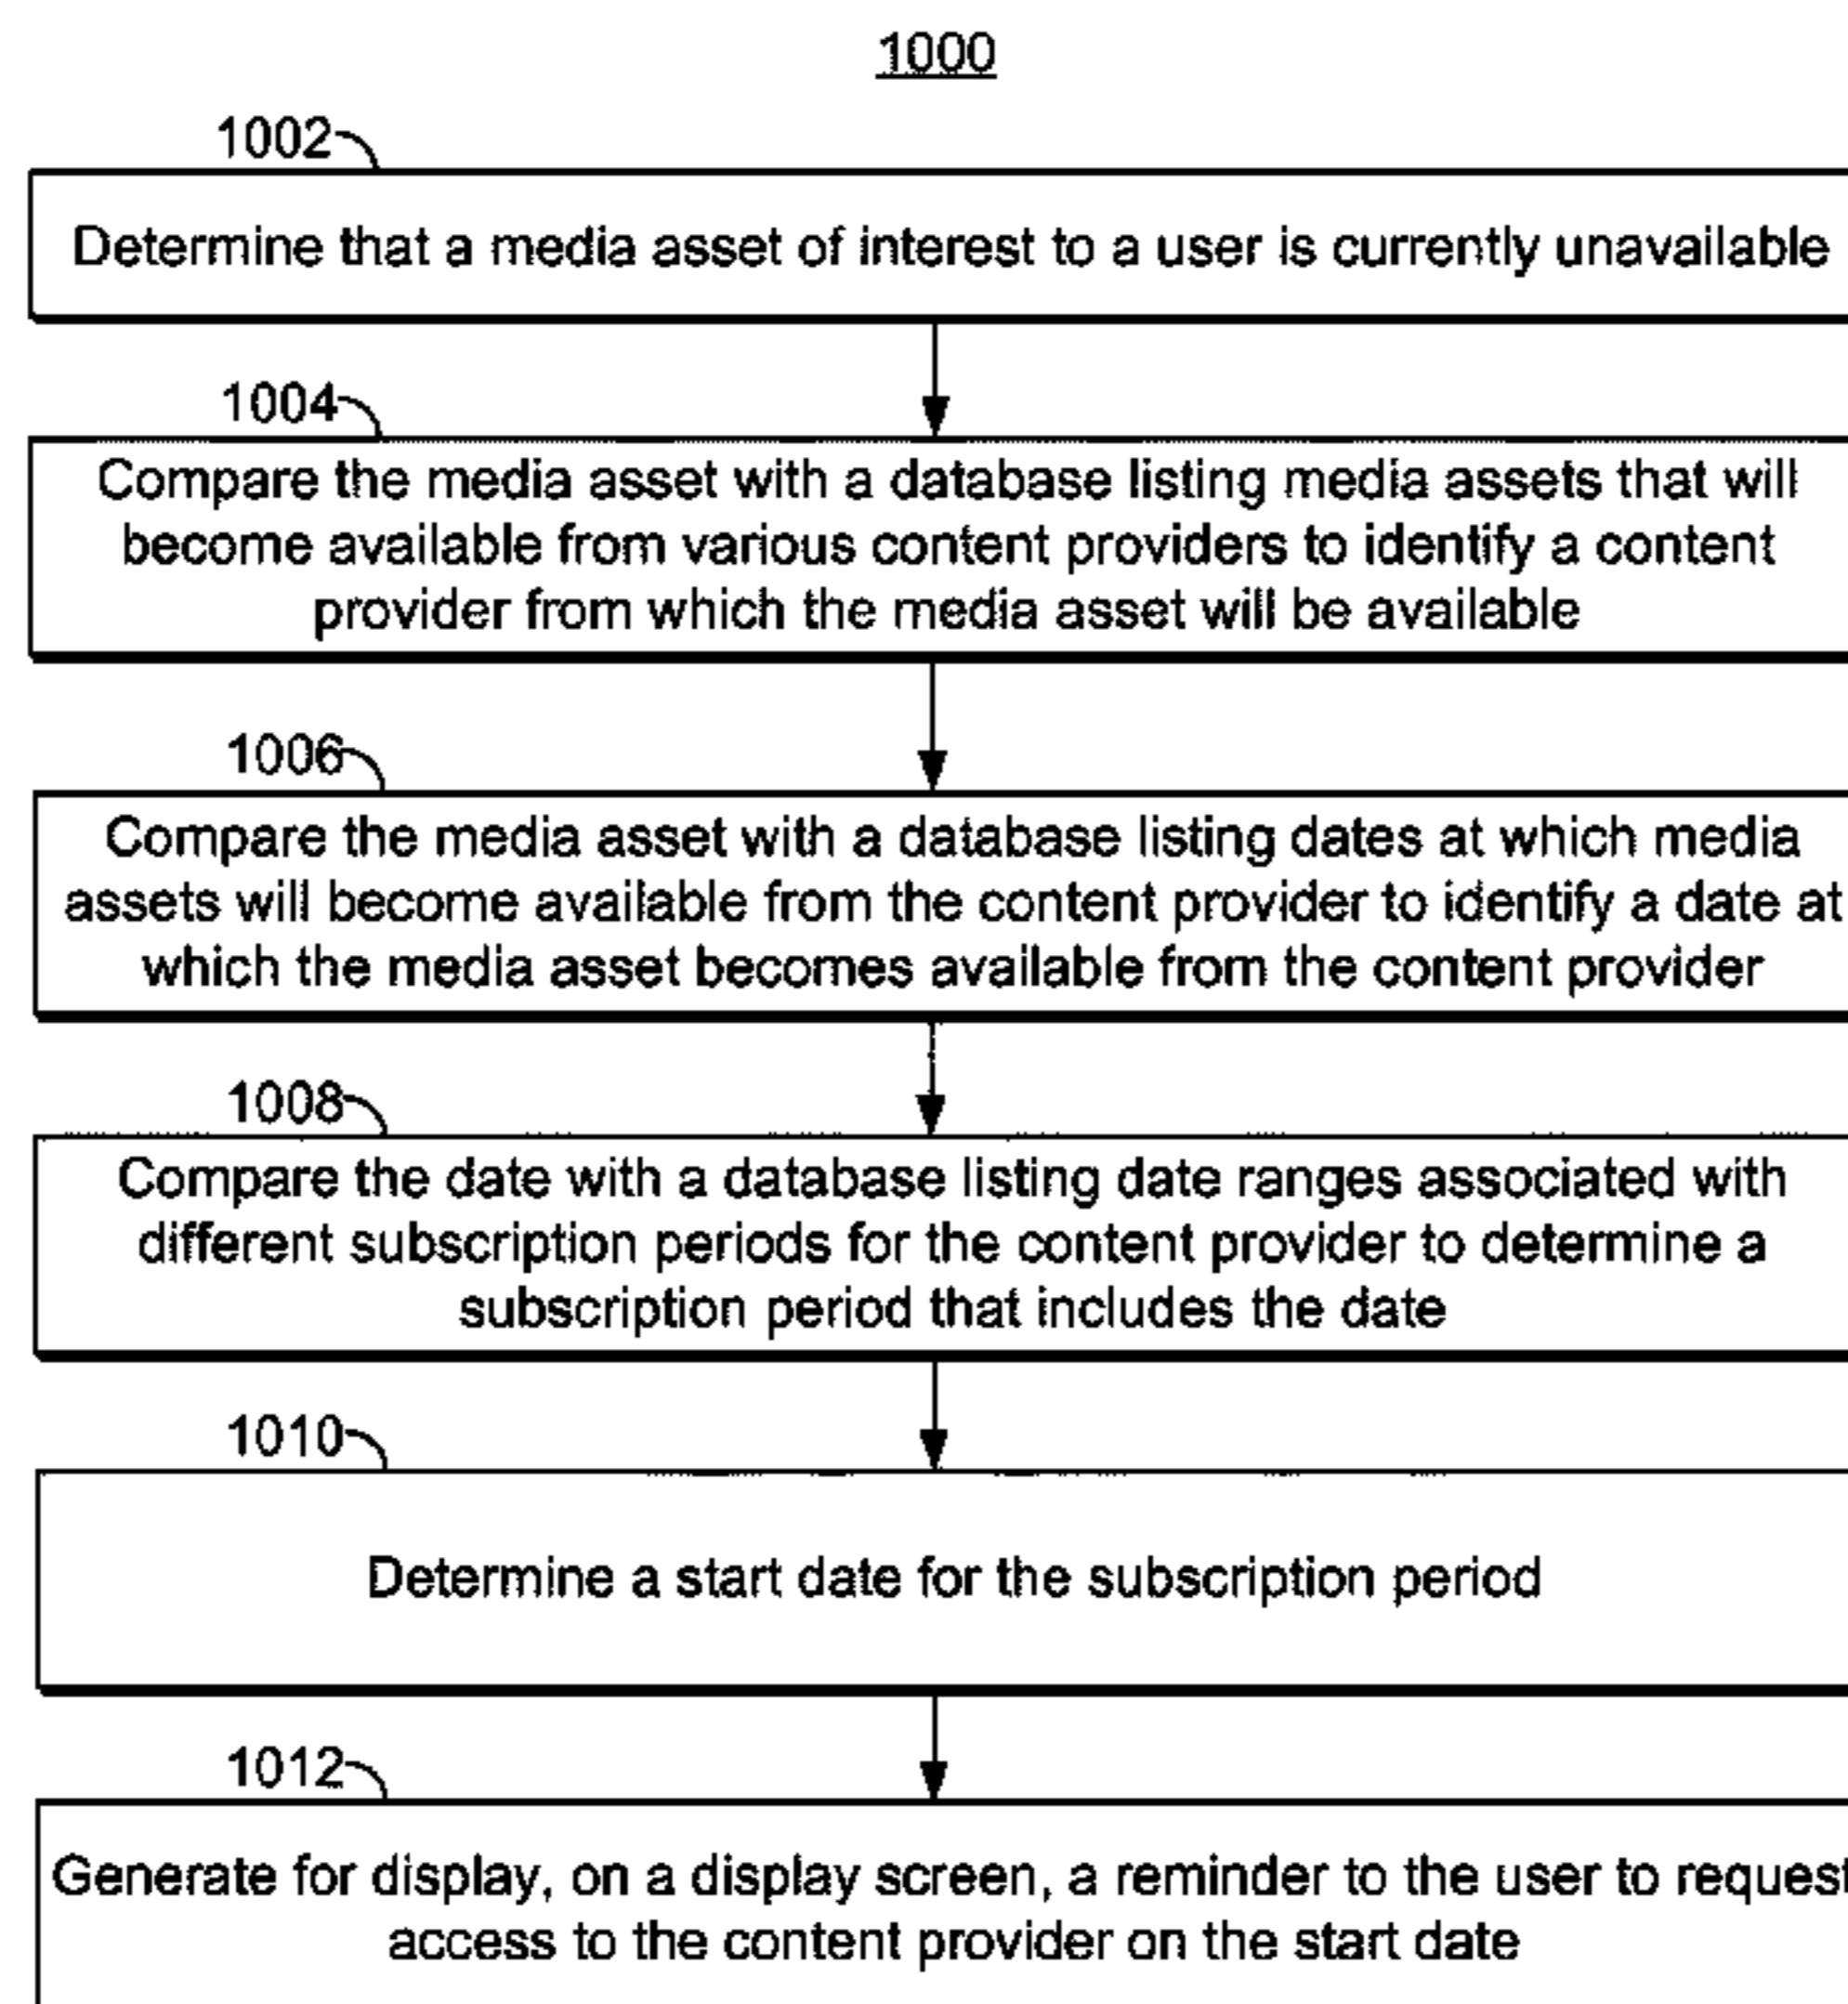 1000
1002
Determine that a media asset of interest to a user is currently unavailable
1004
Compare the media asset with a database listing media assets that will
become available from various content providers to identify a content
provider from which the media asset will be available
1006
Compare the media asset with a database listing dates at which media
assets will become available from the content provider to identify a date at
which the media asset becomes available from the content provider
1008
Compare the date with a database listing date ranges associated with
different subscription periods for the content provider to determine a
subscription period that includes the date
1010
Determine a start date for the subscription period
1012
Generate for display, on a display screen, a reminder to the user to request
access to the content provider on the start date